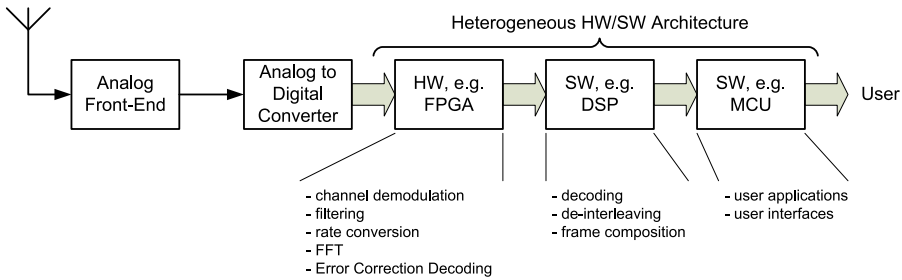 Heterogeneous HW/SW Architecture
Analog
Front-End
Analog to
Digital
Converter
HW, e.g.
FPGA
SW, e.g.
DSP
SW, e.g.
MCU
User
- channel demodulation
- filtering
- rate conversion
- FFT
- Error Correction Decoding
- decoding
- de-interleaving
- frame composition
- user applications
- user interfaces